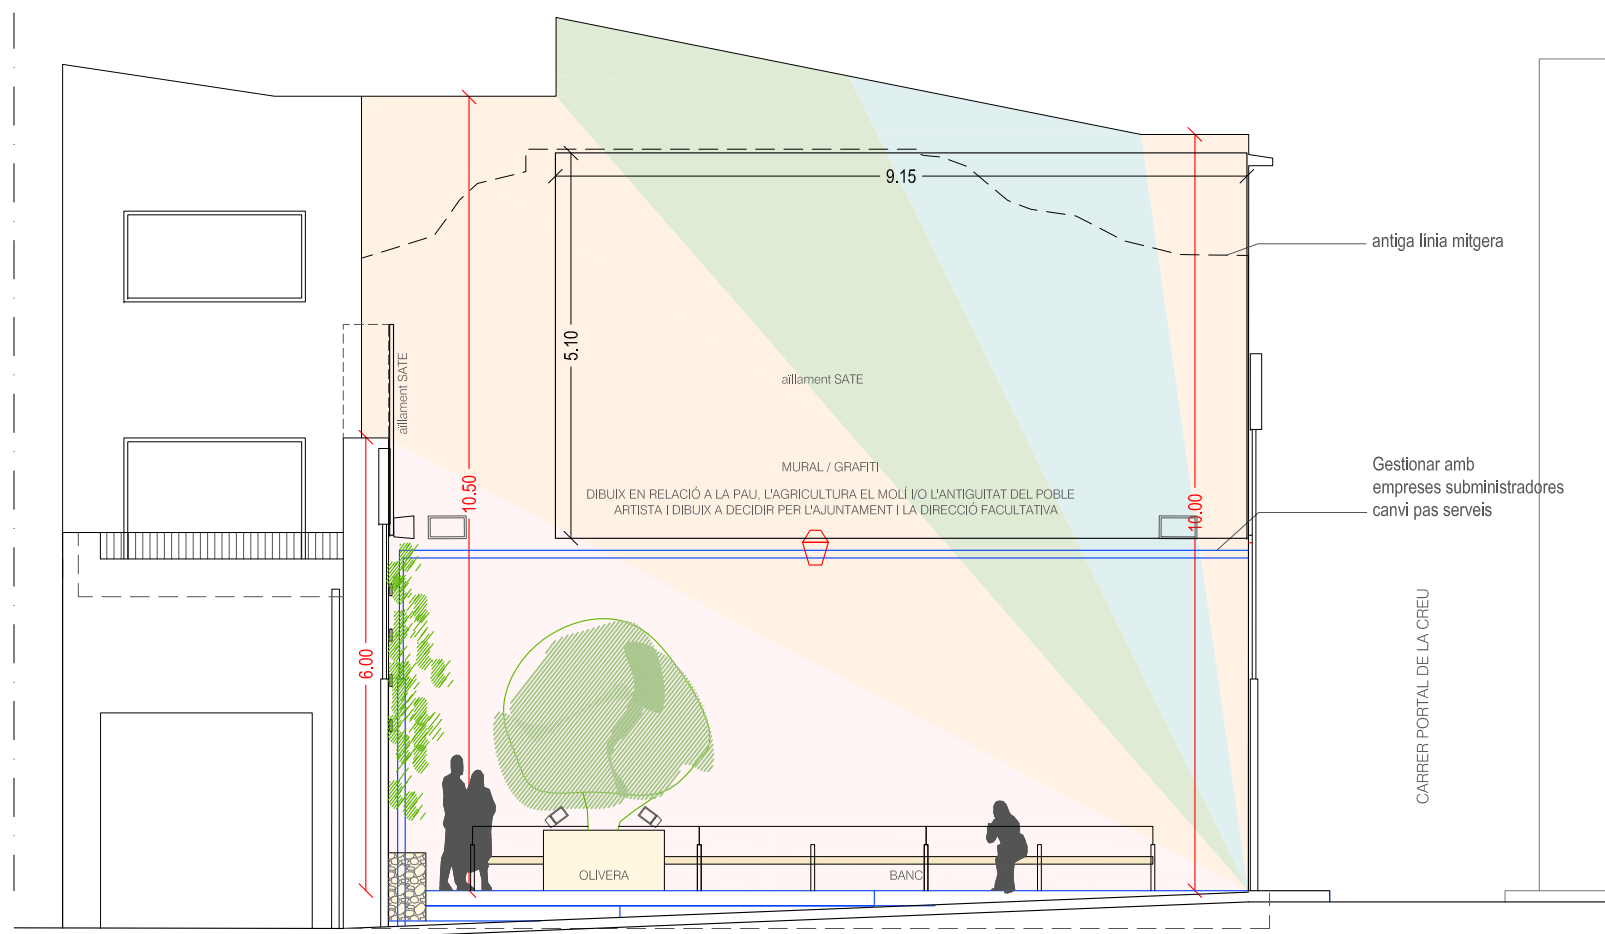 9.15
antiga línia mitgera
5.10
aïllament SATE
aïllament SATE
Gestionar amb
empreses subministradores
canvi pas serveis
MURAL / GRAFITI
DIBUIX EN RELACIÓ A LA PAU, L'AGRICULTURA EL MOLÍ I/O L'ANTIGUITAT DEL POBLE
ARTISTA I DIBUIX A DECIDIR PER L'AJUNTAMENT I LA DIRECCIÓ FACULTATIVA
10.50
10.00
6.00
CARRER PORTAL DE LA CREU
OLIVERA
BANC